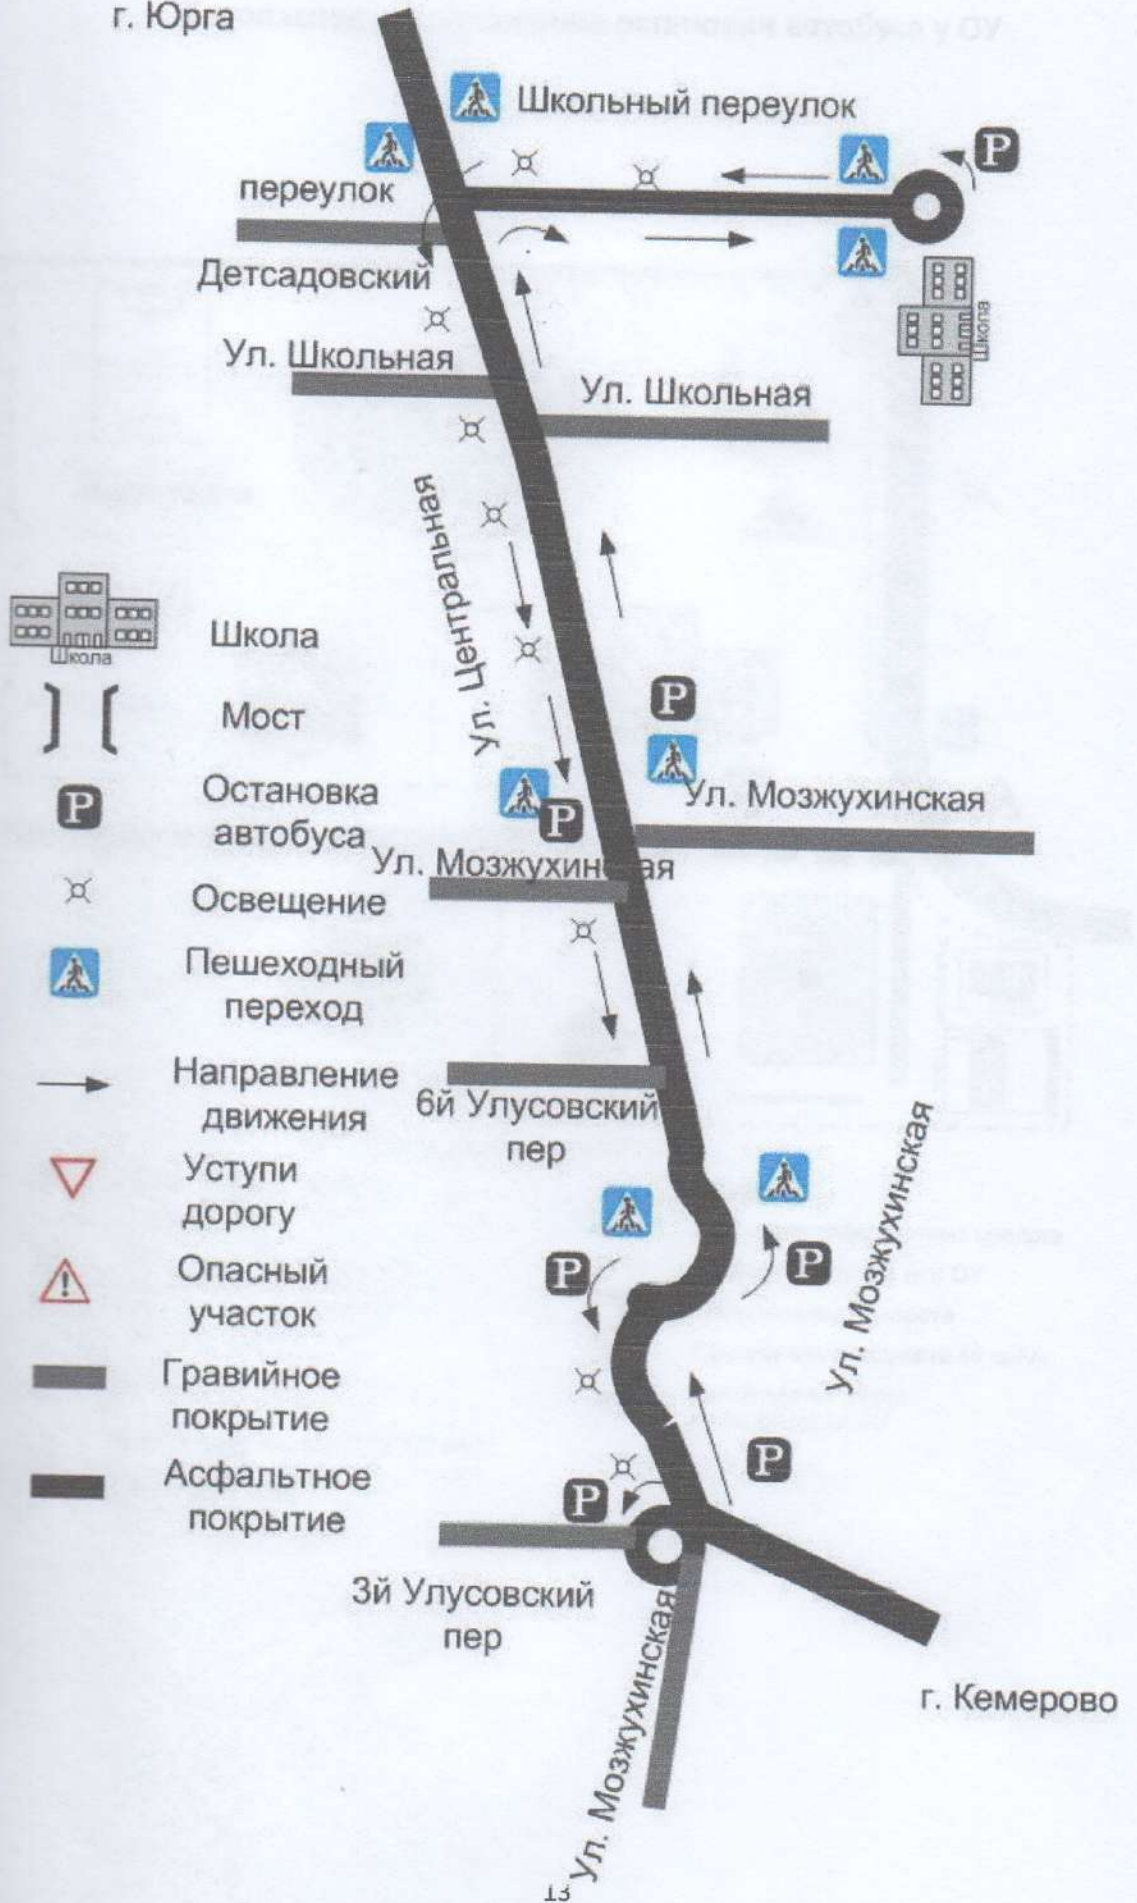 г. Юрга
Школьный переулок
P
переулок
Детсадовский
Школа
Ул. Школьная
Ул. Школьная
Ул. Центральная
P
P
Ул. Мозжухинская
Ул. Мозжухинская
6й Улусовский
пер
P
P
Ул. Мозжухинская
P
P
3й Улусовский
пер
Ул. Мозжухинская
г. Кемерово
Школа
Школа
Мост
P
Остановка
автобуса
Освещение
Пешеходный
переход
Направление
движения
Уступи
дорогу
!
Опасный
участок
Гравийное
покрытие
Асфальтное
покрытие
13